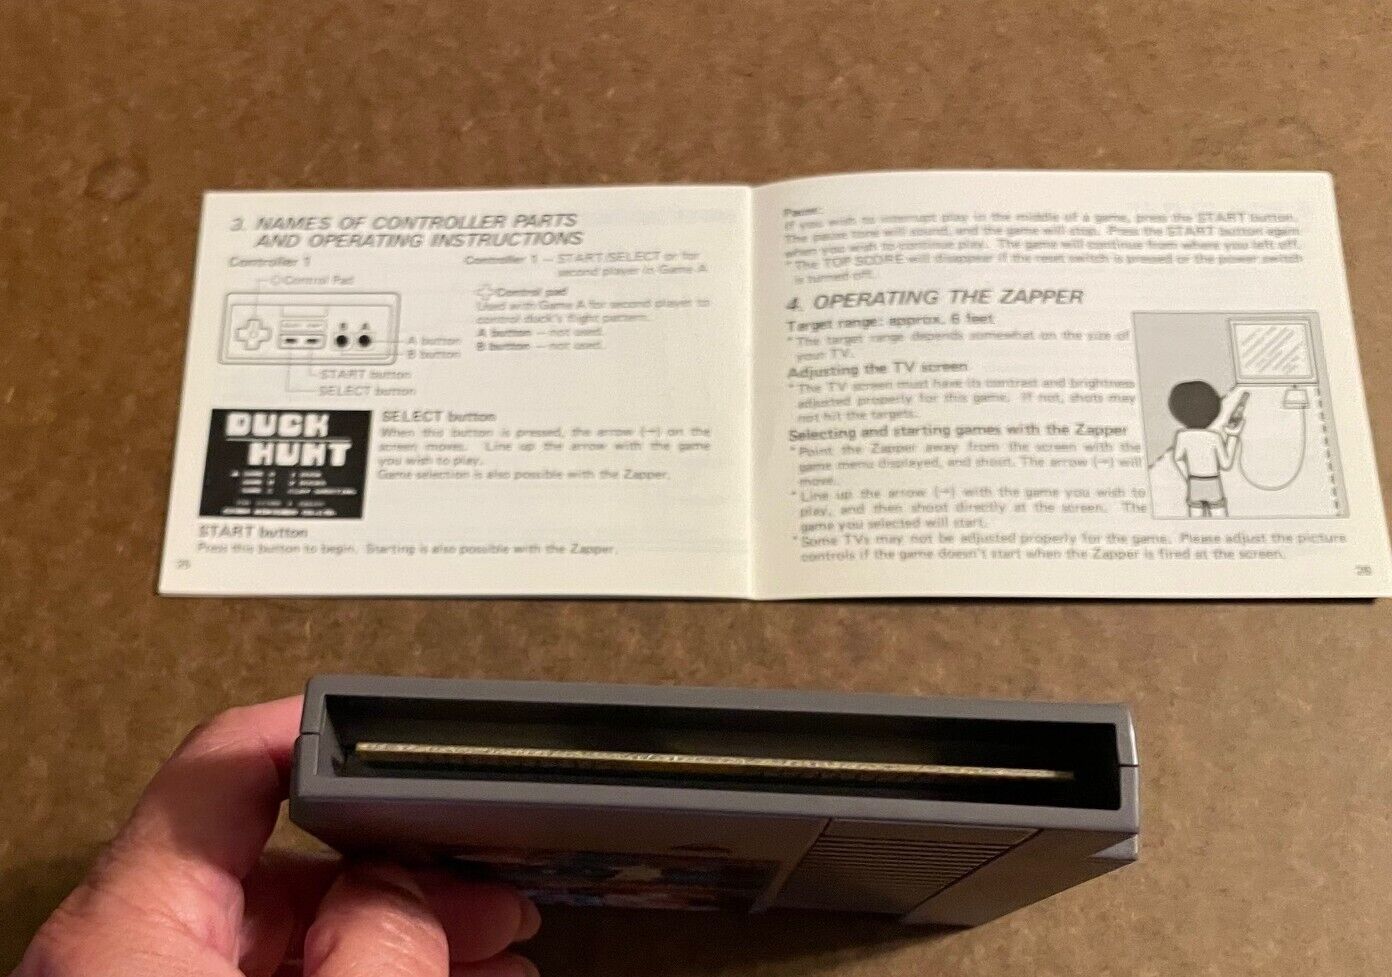 3. NAMES OF CONTROLLER PARTS
AND OPERATING INSTRUCTIONS
Controller 1
Control Pad
B A
A button
B button
START button
SELECT button
Controller 1 — START/SELECT or for
second player in Game A
Control pad
Used with Game A for second player to
control duck's flight pattern.
A button — not used.
B button — not used.
DUCK
HUNT
SELECT button
When this button is pressed, the arrow (→) on the
screen moves. Line up the arrow with the game
you wish to play.
Game selection is also possible with the Zapper.
START button
Press this button to begin. Starting is also possible with the Zapper.
25
Pause:
If you wish to interrupt play in the middle of a game, press the START button.
The pause tone will sound, and the game will stop. Press the START button again
when you wish to continue play. The game will continue from where you left off.
*The TOP SCORE will disappear if the reset switch is pressed or the power switch
is turned off.
4. OPERATING THE ZAPPER
Target range: approx. 6 feet
*The target range depends somewhat on the size of
your TV.
Adjusting the TV screen
*The TV screen must have its contrast and brightness
adjusted properly for this game. If not, shots may
not hit the targets.
Selecting and starting games with the Zapper
*Point the Zapper away from the screen with the
game menu displayed, and shoot. The arrow (→) will
move.
*Line up the arrow (→) with the game you wish to
play, and then shoot directly at the screen. The
game you selected will start.
*Some TVs may not be adjusted properly for the game. Please adjust the picture
controls if the game doesn't start when the Zapper is fired at the screen.
26